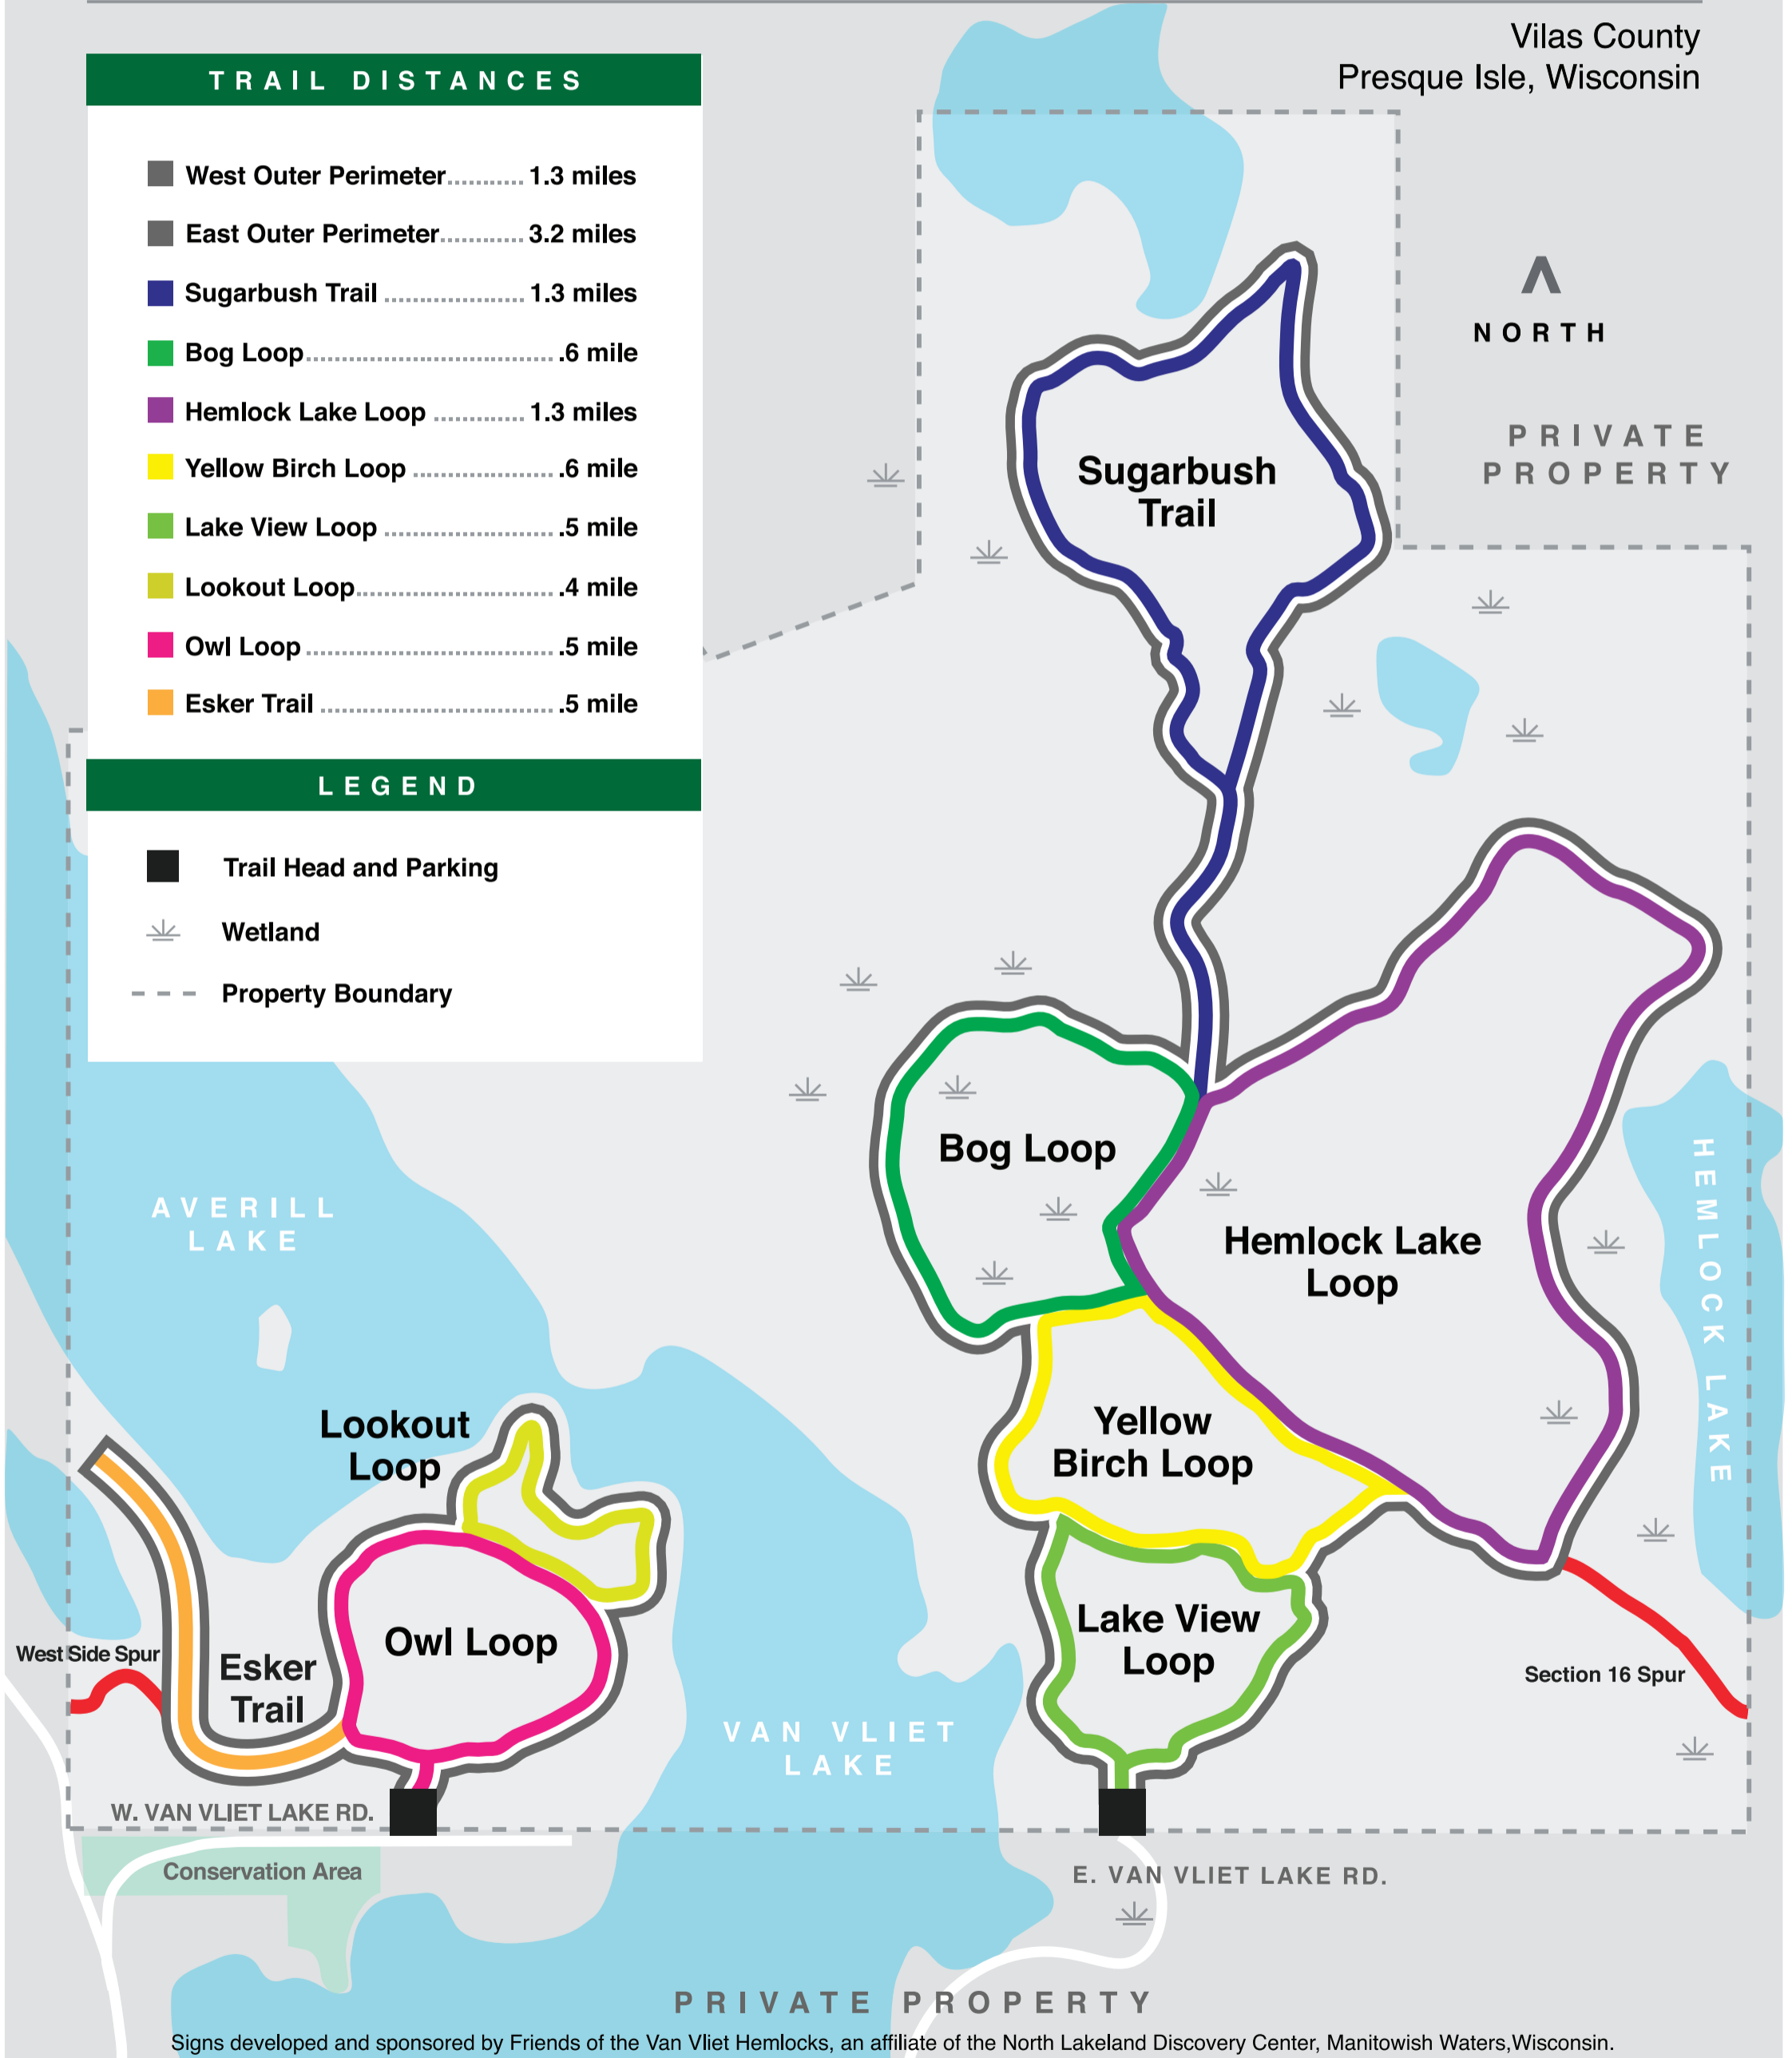 Vilas County
Presque Isle, Wisconsin
TRAIL DISTANCES
West Outer Perimeter.......... 1.3 miles
East Outer Perimeter........... 3.2 miles
Sugarbush Trail .................. 1.3 miles
Bog Loop................................ .6 mile
Hemlock Lake Loop ............ 1.3 miles
Yellow Birch Loop .................. .6 mile
Lake View Loop ...................... .5 mile
Lookout Loop.......................... .4 mile
Owl Loop ................................ .5 mile
Esker Trail .............................. .5 mile
LEGEND
Trail Head and Parking
Wetland
Property Boundary
NORTH
PRIVATE
PROPERTY
Sugarbush
Trail
Bog Loop
Hemlock Lake
Loop
HEMLOCK LAKE
AVERILL
LAKE
Lookout
Loop
Yellow
Birch Loop
Owl Loop
Lake View
Loop
West Side Spur
Esker
Trail
Section 16 Spur
VAN VLIET
LAKE
W. VAN VLIET LAKE RD.
Conservation Area
E. VAN VLIET LAKE RD.
PRIVATE PROPERTY
Signs developed and sponsored by Friends of the Van Vliet Hemlocks, an affiliate of the North Lakeland Discovery Center, Manitowish Waters,Wisconsin.